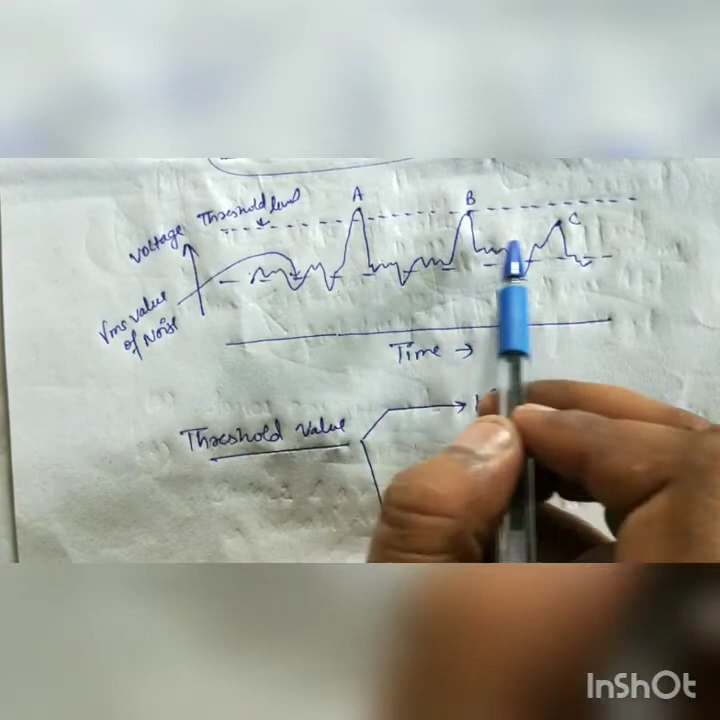 A
B
C
Threshold level
Voltage
Vms value
of Noise
Time →
Threshold Value
InShOt